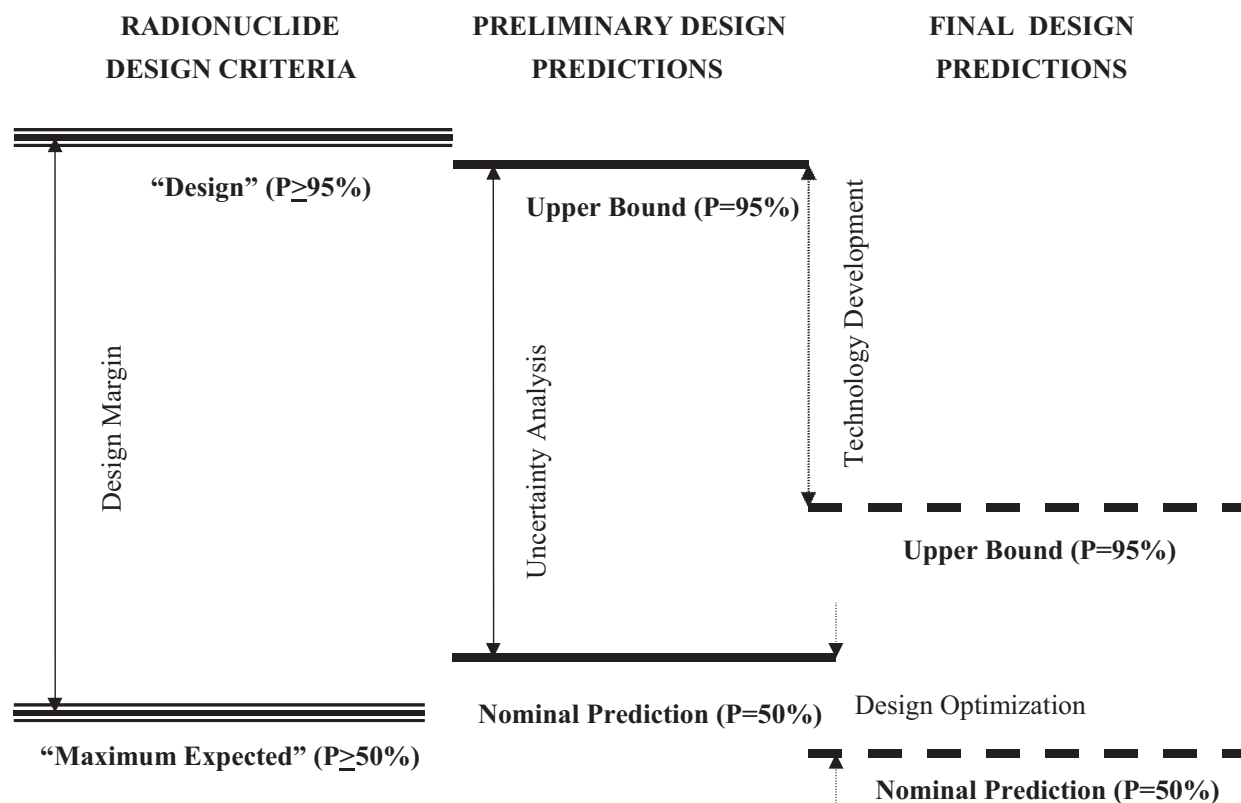 RADIONUCLIDE
DESIGN CRITERIA
PRELIMINARY DESIGN
PREDICTIONS
FINAL DESIGN
PREDICTIONS
“Design” (P≥95%)
Upper Bound (P=95%)
Design Margin
Uncertainty Analysis
Technology Development
Upper Bound (P=95%)
Nominal Prediction (P=50%)
Design Optimization
“Maximum Expected” (P≥50%)
Nominal Prediction (P=50%)